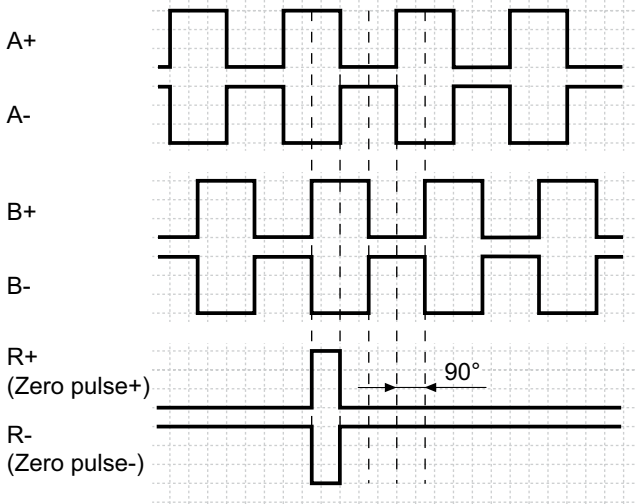 A+
A-
B+
B-
R+
(Zero pulse+)
90°
R-
(Zero pulse-)